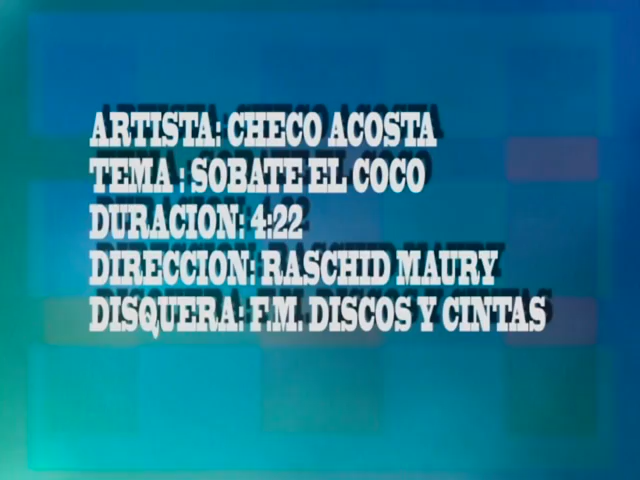 ARTISTA: CHECO ACOSTA
TEMA : SOBATE EL COCO
DURACION: 4:22
DIRECCION: RASCHID MAURY
DISQUERA: F.M. DISCOS Y CINTAS